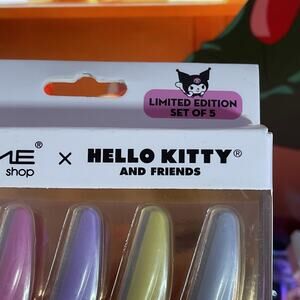 LIMITED EDITION
SET OF 5
ME® × HELLO KITTY®
shop AND FRIENDS